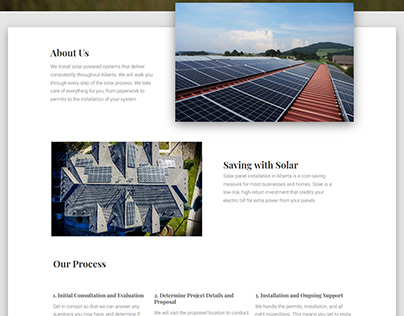 About Us
We install solar powered systems that deliver
consistently throughout Alberta. We will walk you
through every step of the solar process. We take
care of everything for you, from paperwork to
permits to the installation of your system.
Saving with Solar
Solar panel installation in Alberta is a cost-saving
measure for most businesses and homes. Solar is a
low-risk, high-return investment that credits your
electric bill for extra power from your panels.
Our Process
1. Initial Consultation and Evaluation
Get in contact so that we can answer any
questions you may have, and determine if
2. Determine Project Details and
Proposal
We will visit the proposed location to conduct
3. Installation and Ongoing Support
We handle the permits, installation, and all
right inspections. This means you get to enjoy